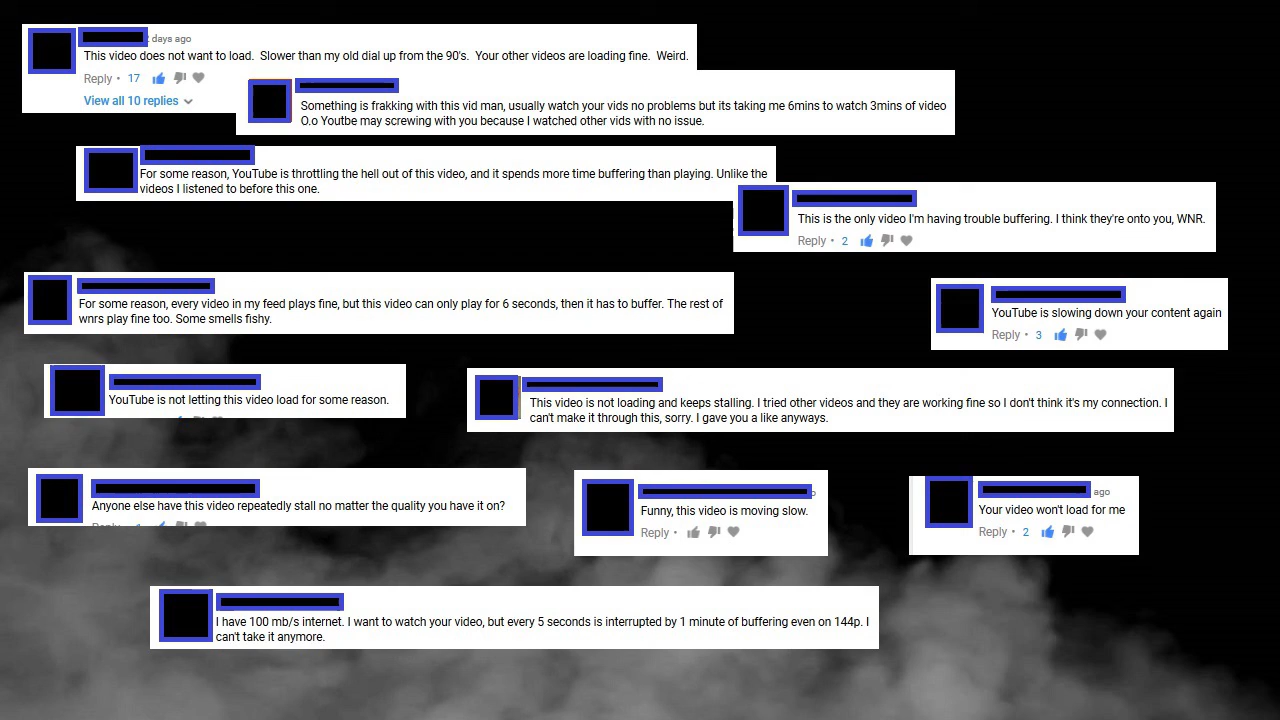 2 days ago
This video does not want to load.  Slower than my old dial up from the 90's.  Your other videos are loading fine.  Weird.
Reply • 17
View all 10 replies
Something is frakking with this vid man, usually watch your vids no problems but its taking me 6mins to watch 3mins of video
O.o Youtbe may screwing with you because I watched other vids with no issue.
For some reason, YouTube is throttling the hell out of this video, and it spends more time buffering than playing. Unlike the
videos I listened to before this one.
This is the only video I'm having trouble buffering. I think they're onto you, WNR.
Reply • 2
For some reason, every video in my feed plays fine, but this video can only play for 6 seconds, then it has to buffer. The rest of
wnrs play fine too. Some smells fishy.
YouTube is slowing down your content again
Reply • 3
YouTube is not letting this video load for some reason.
This video is not loading and keeps stalling. I tried other videos and they are working fine so I don't think it's my connection. I
can't make it through this, sorry. I gave you a like anyways.
Anyone else have this video repeatedly stall no matter the quality you have it on?
Reply •
Funny, this video is moving slow.
Reply •
ago
Your video won't load for me
Reply • 2
I have 100 mb/s internet. I want to watch your video, but every 5 seconds is interrupted by 1 minute of buffering even on 144p. I
can't take it anymore.